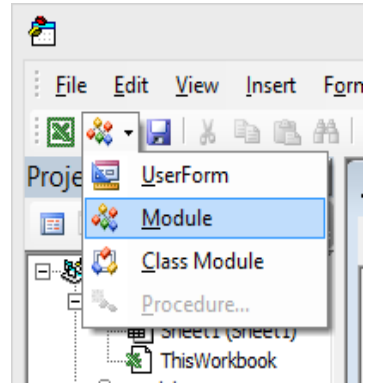 File Edit View Insert Form
Proje
UserForm
Module
Class Module
Procedure...
Sheet1 (Sheet1)
ThisWorkbook